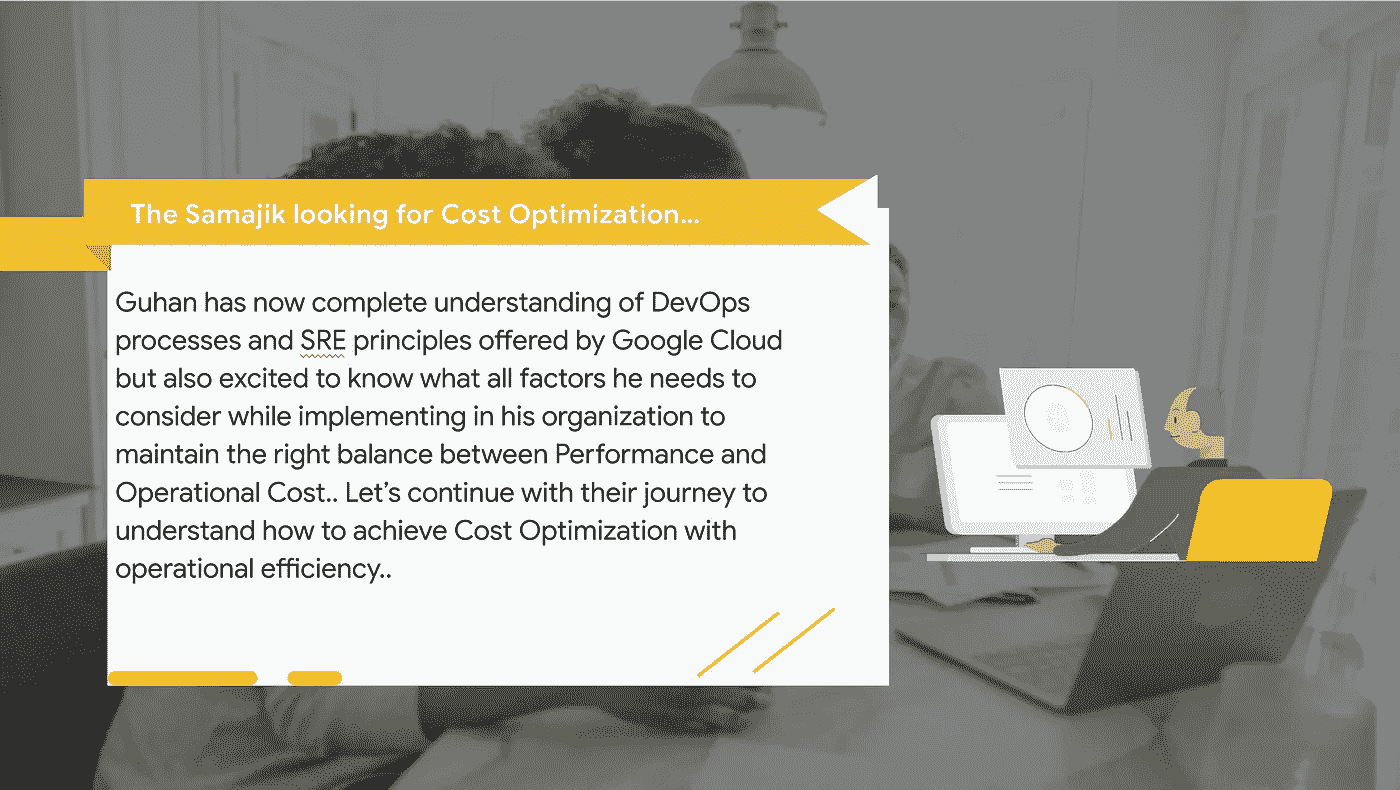 The Samajik looking for Cost Optimization...
Guhan has now complete understanding of DevOps
processes and SRE principles offered by Google Cloud
but also excited to know what all factors he needs to
consider while implementing in his organization to
maintain the right balance between Performance and
Operational Cost.. Let’s continue with their journey to
understand how to achieve Cost Optimization with
operational efficiency..